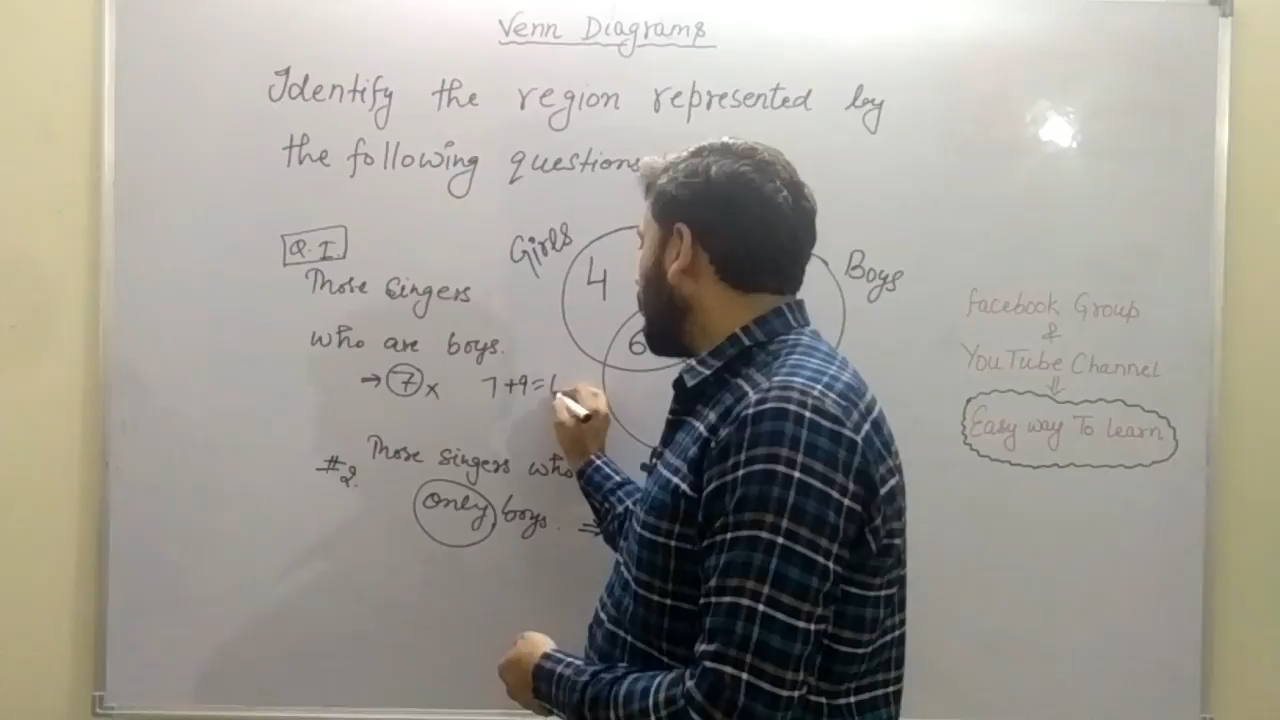 Venn Diagrams
Identify the region represented by
the following questions
Q.I.
Those singers
who are boys.
→ 7 x 7+9=1
#2. Those singers who
only boys. ⇒
Girls
4
6
Boys
facebook Group
&
YouTube Channel
⇓
Easy way To learn